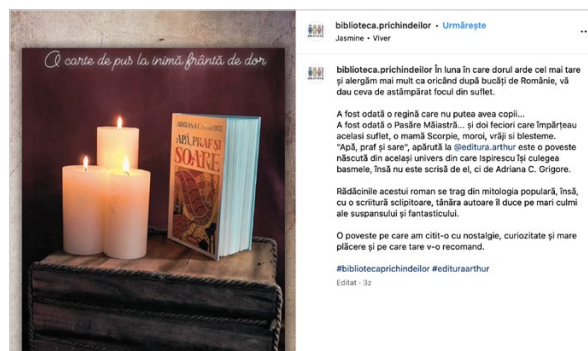 O carte de pus la inimă frântă de dor
ADRIANA C. GRIGORE
APĂ, PRAF ȘI
SOARE
biblioteca.prichindeilor • Urmărește
Jasmine • Viver
biblioteca.prichindeilor În luna în care dorul arde cel mai tare
și alergăm mai mult ca oricând după bucăți de Românie, vă
dau ceva de astâmpărat focul din suflet.
A fost odată o regină care nu putea avea copii...
A fost odată o Pasăre Măiastră... și doi feciori care împărțeau
același suflet, o mamă Scorpie, moroi, vrăji si blesteme.
"Apă, praf și sare", apărută la @editura.arthur este o poveste
născută din același univers din care Ispirescu își culegea
basmele, însă nu este scrisă de el, ci de Adriana C. Grigore.
Rădăcinile acestui roman se trag din mitologia populară, însă,
cu o scriitură sclipitoare, tânăra autoare îl duce pe mari culmi
ale suspansului și fantasticului.
O poveste pe care am citit-o cu nostalgie, curiozitate și mare
plăcere și pe care tare v-o recomand.
#bibliotecaprichindeilor #edituraarthur
Editat • 3z